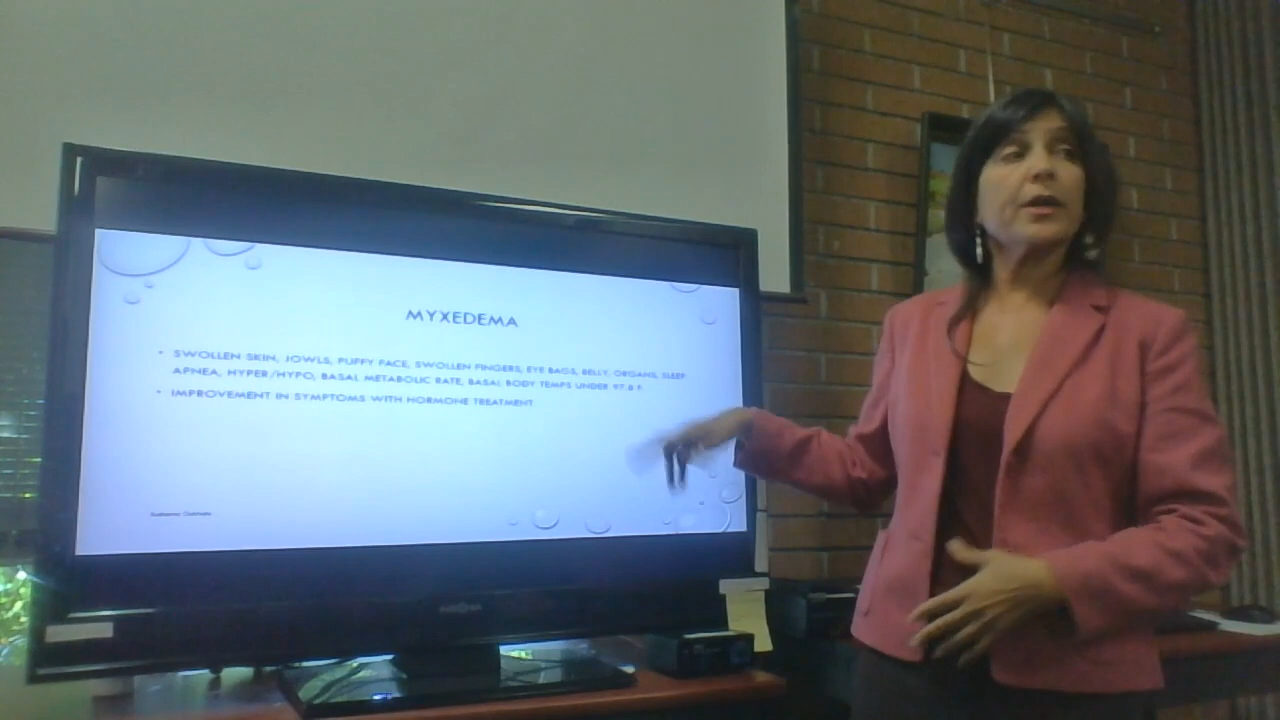 MYXEDEMA
• SWOLLEN SKIN, JOWLS, PUFFY FACE, SWOLLEN FINGERS, EYE BAGS, BELLY, ORGANS, SLEEP
APNEA, HYPER/HYPO, BASAL METABOLIC RATE, BASAL BODY TEMPS UNDER 97.8 F
• IMPROVEMENT IN SYMPTOMS WITH HORMONE TREATMENT
INSIGNIA